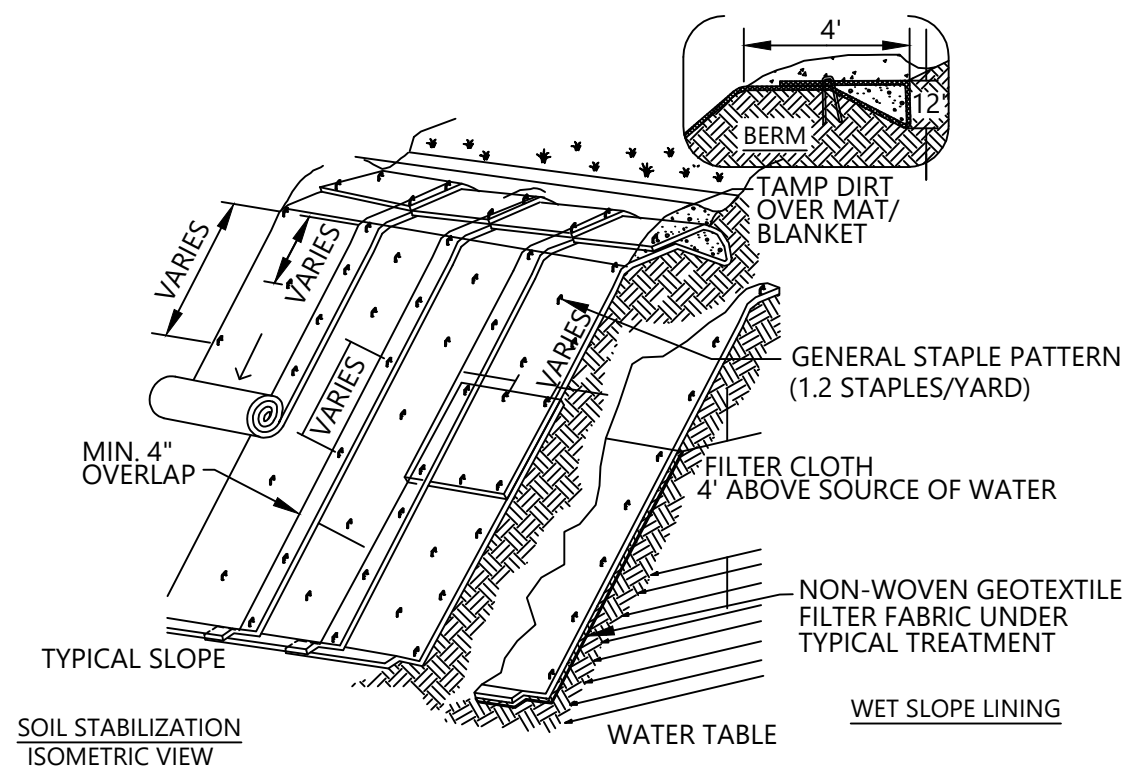 4'
12
BERM
TAMP DIRT
OVER MAT/
BLANKET
VARIES
VARIES
VARIES
VARIES
GENERAL STAPLE PATTERN
(1.2 STAPLES/YARD)
MIN. 4"
OVERLAP
FILTER CLOTH
4' ABOVE SOURCE OF WATER
NON-WOVEN GEOTEXTILE
FILTER FABRIC UNDER
TYPICAL TREATMENT
TYPICAL SLOPE
WET SLOPE LINING
WATER TABLE
SOIL STABILIZATION
ISOMETRIC VIEW